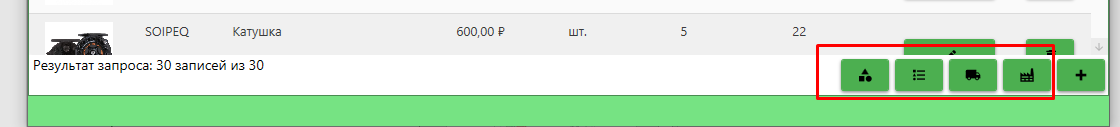 SOIPEQ Катушка 600,00 ₽ шт. 5 22
Результат запроса: 30 записей из 30